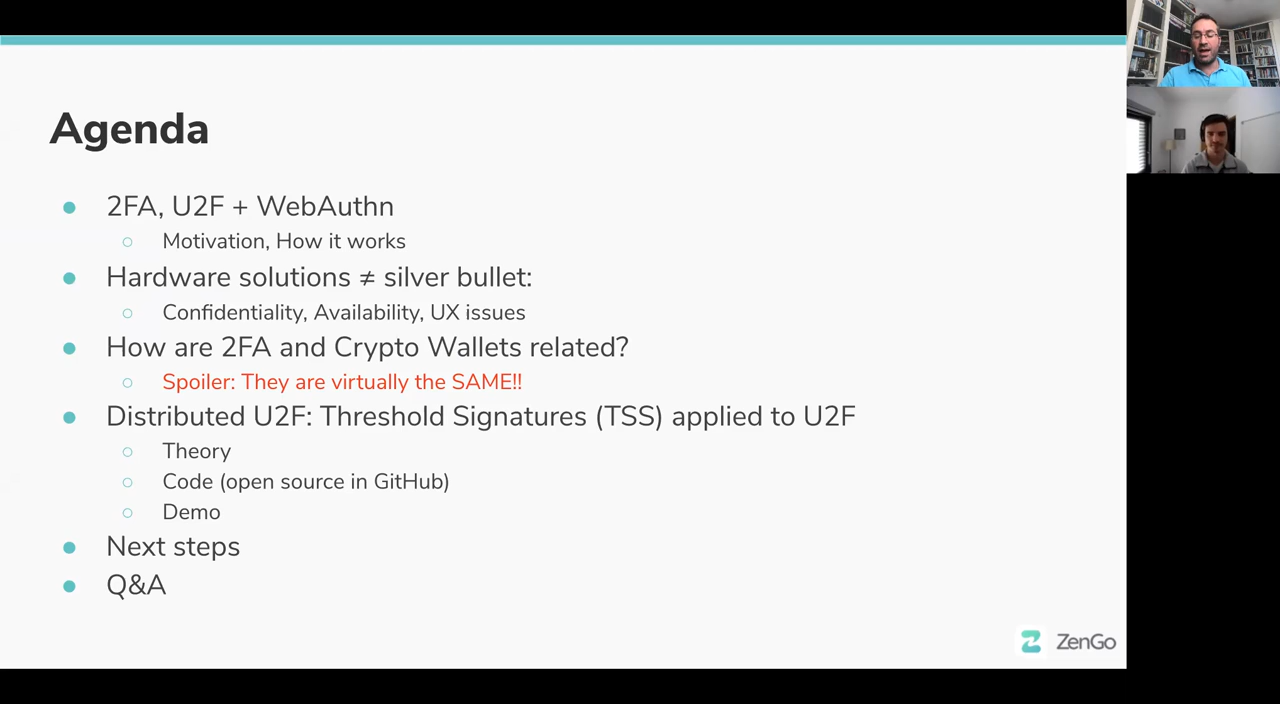 Agenda
2FA, U2F + WebAuthn
Motivation, How it works
Hardware solutions ≠ silver bullet:
Confidentiality, Availability, UX issues
How are 2FA and Crypto Wallets related?
Spoiler: They are virtually the SAME!!
Distributed U2F: Threshold Signatures (TSS) applied to U2F
Theory
Code (open source in GitHub)
Demo
Next steps
Q&A
ZenGo